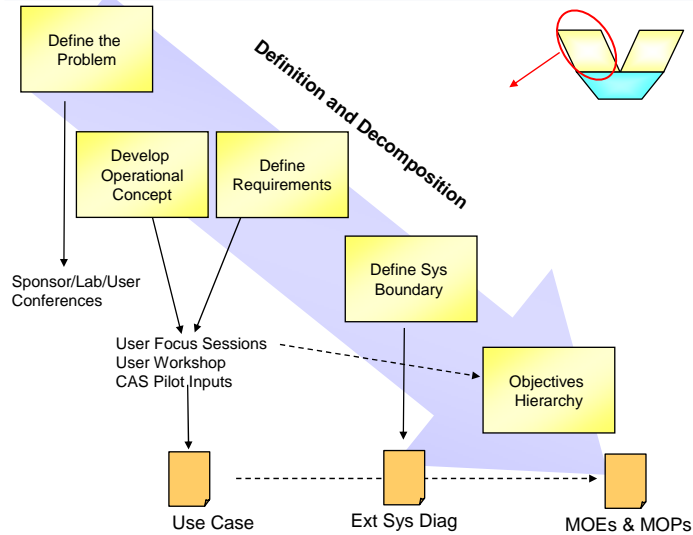 Define the
Problem
Definition and Decomposition
Develop
Operational
Concept
Define
Requirements
Define Sys
Boundary
Sponsor/Lab/User
Conferences
User Focus Sessions
User Workshop
CAS Pilot Inputs
Objectives
Hierarchy
Use Case
Ext Sys Diag
MOEs & MOPs